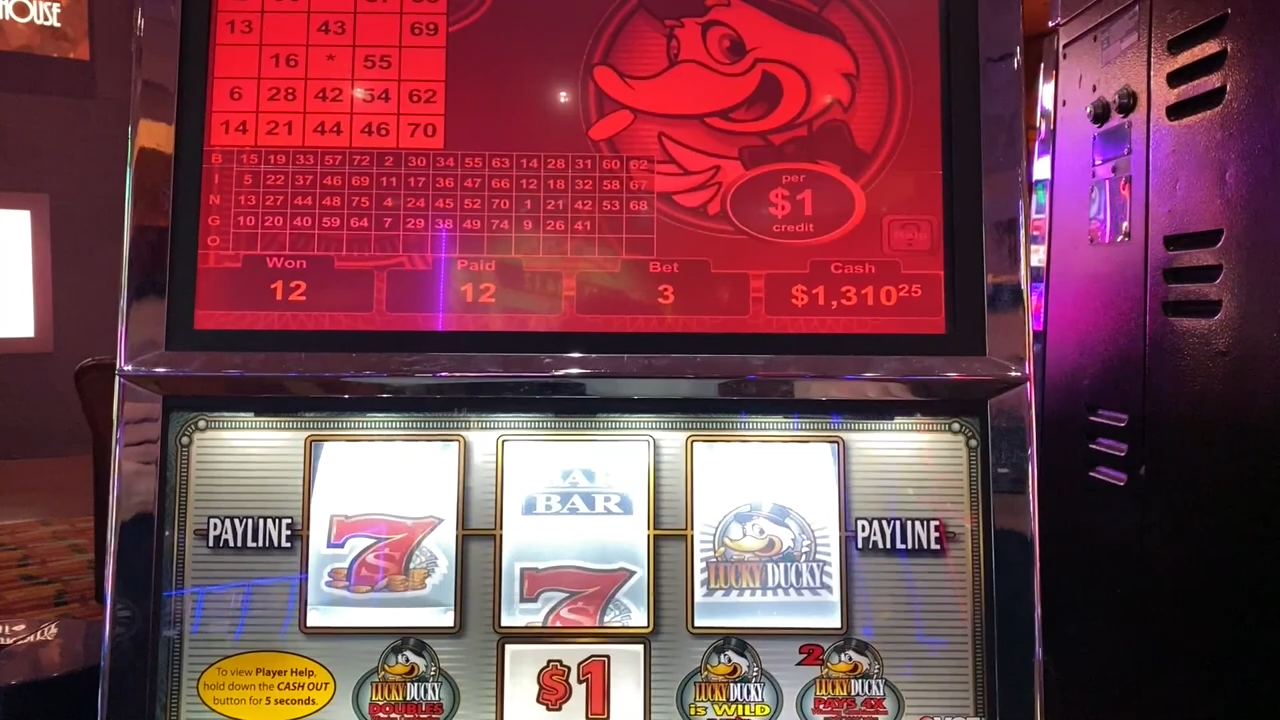 HOUSE
13 43 69
16 * 55
6 28 42 54 62
14 21 44 46 70
B 15 19 33 57 72 2 30 34 55 63 14 28 31 60 62
I 5 22 37 46 69 11 17 36 47 66 12 18 32 58 67
N 13 27 44 48 75 4 24 45 52 70 1 21 42 53 68
G 10 20 40 59 64 7 29 38 49 74 9 26 41
O
per
$1
credit
Won Paid Bet Cash
12 12 3 $1,310 25
A
BAR
PAYLINE
7
$
7
$
LUCKY DUCKY
PAYLINE
To view Player Help,
hold down the CASH OUT
button for 5 seconds.
LUCKY DUCKY
DOUBLES
$1
LUCKY DUCKY
is WILD
2
LUCKY DUCKY
PAYS 4X